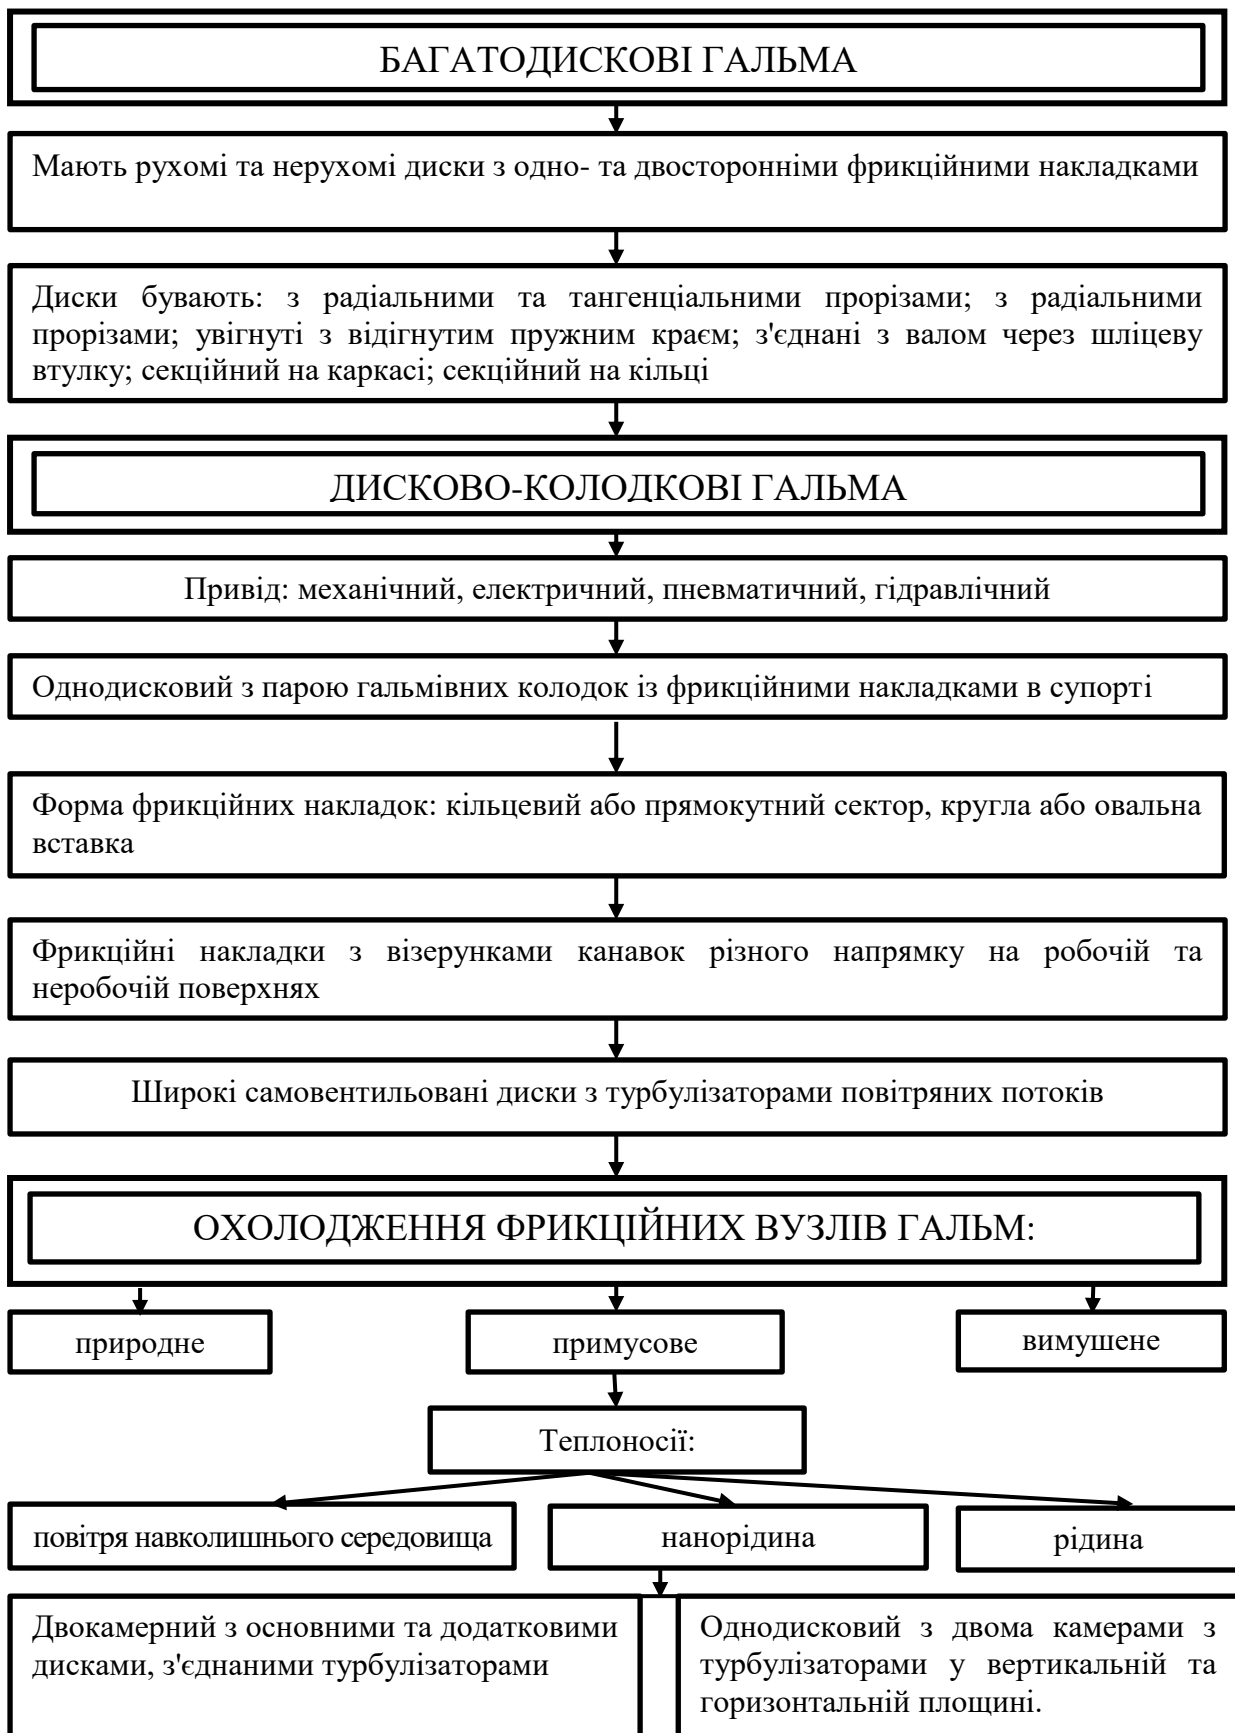 БАГАТОДИСКОВІ ГАЛЬМА
Мають рухомі та нерухомі диски з одно- та двосторонніми фрикційними накладками
Диски бувають: з радіальними та тангенціальними прорізами; з радіальними
прорізами; увігнуті з відігнутим пружним краєм; з'єднані з валом через шліцеву
втулку; секційний на каркасі; секційний на кільці
ДИСКОВО-КОЛОДКОВІ ГАЛЬМА
Привід: механічний, електричний, пневматичний, гідравлічний
Однодисковий з парою гальмівних колодок із фрикційними накладками в супорті
Форма фрикційних накладок: кільцевий або прямокутний сектор, кругла або овальна
вставка
Фрикційні накладки з візерунками канавок різного напрямку на робочій та
неробочій поверхнях
Широкі самовентильовані диски з турбулізаторами повітряних потоків
ОХОЛОДЖЕННЯ ФРИКЦІЙНИХ ВУЗЛІВ ГАЛЬМ:
природне
примусове
вимушене
Теплоносії:
повітря навколишнього середовища
нанорідина
рідина
Двокамерний з основними та додатковими
дисками, з'єднаними турбулізаторами
Однодисковий з двома камерами з
турбулізаторами у вертикальній та
горизонтальній площині.